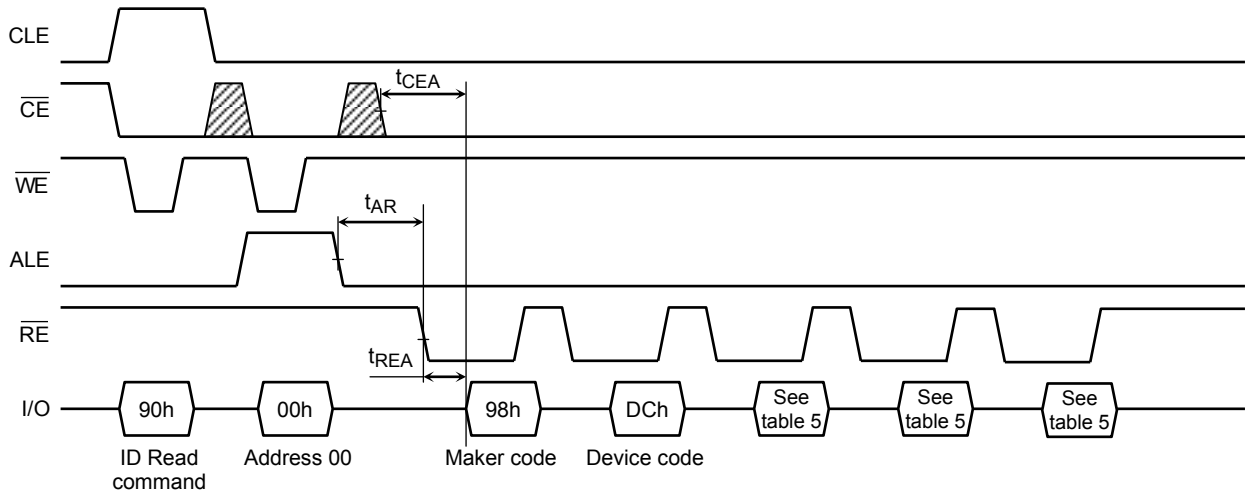 CLE
tCEA
CE
WE
tAR
ALE
RE
tREA
I/O
90h
00h
98h
DCh
See
table 5
See
table 5
See
table 5
ID Read
command
Address 00
Maker code
Device code